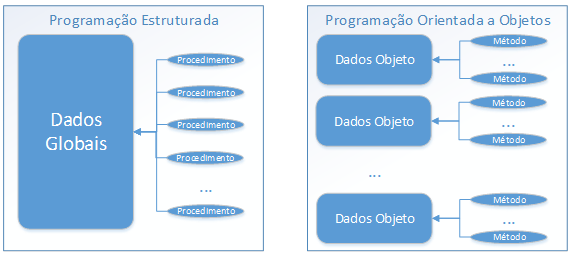 Programação Estruturada
Dados
Globais
Procedimento
Procedimento
Procedimento
Procedimento
...
Procedimento
Programação Orientada a Objetos
Dados Objeto
Método
...
Método
Dados Objeto
Método
...
Método
...
Dados Objeto
Método
...
Método